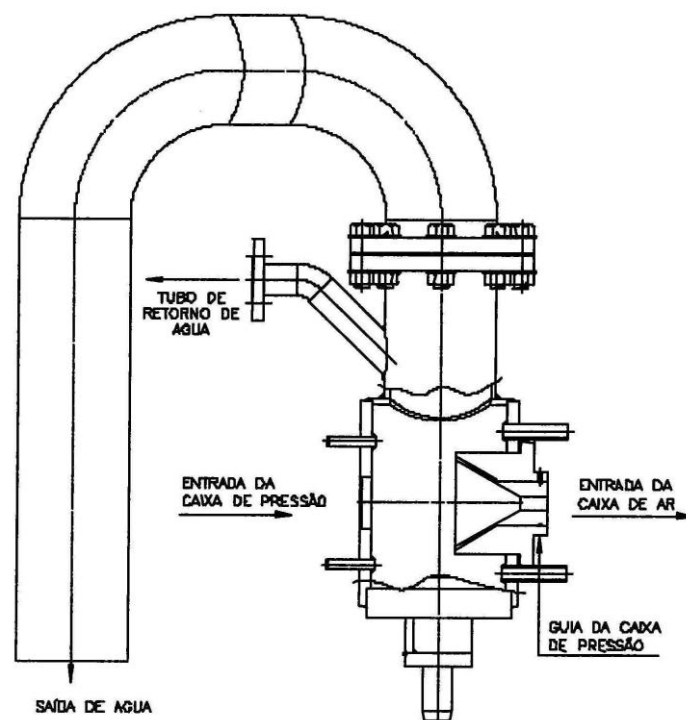 TUBO DE
RETORNO DE
AGUA
ENTRADA DA
CAIXA DE PRESSÃO
ENTRADA DA
CAIXA DE AR
GUIA DA CAIXA
DE PRESSÃO
SAÍDA DE AGUA